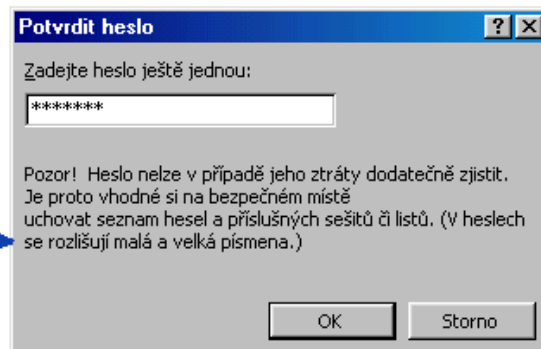 Potvrdit heslo
Zadejte heslo ještě jednou:
*******
Pozor!  Heslo nelze v případě jeho ztráty dodatečně zjistit.
Je proto vhodné si na bezpečném místě
uchovat seznam hesel a příslušných sešitů či listů. (V heslech
se rozlišují malá a velká písmena.)
OK
Storno